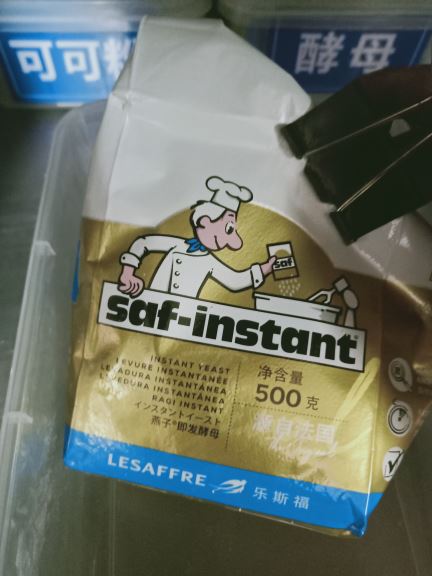 可可粉
酵母
saf
saf-instant
INSTANT YEAST
LEVURE INSTANTANÉE
LEVADURA INSTANTÁNEA
LEVEDURA INSTANTÂNEA
RAGI INSTANT
インスタントイースト
燕子®即发酵母
净含量
500克
源自法国
LESAFFRE 乐斯福